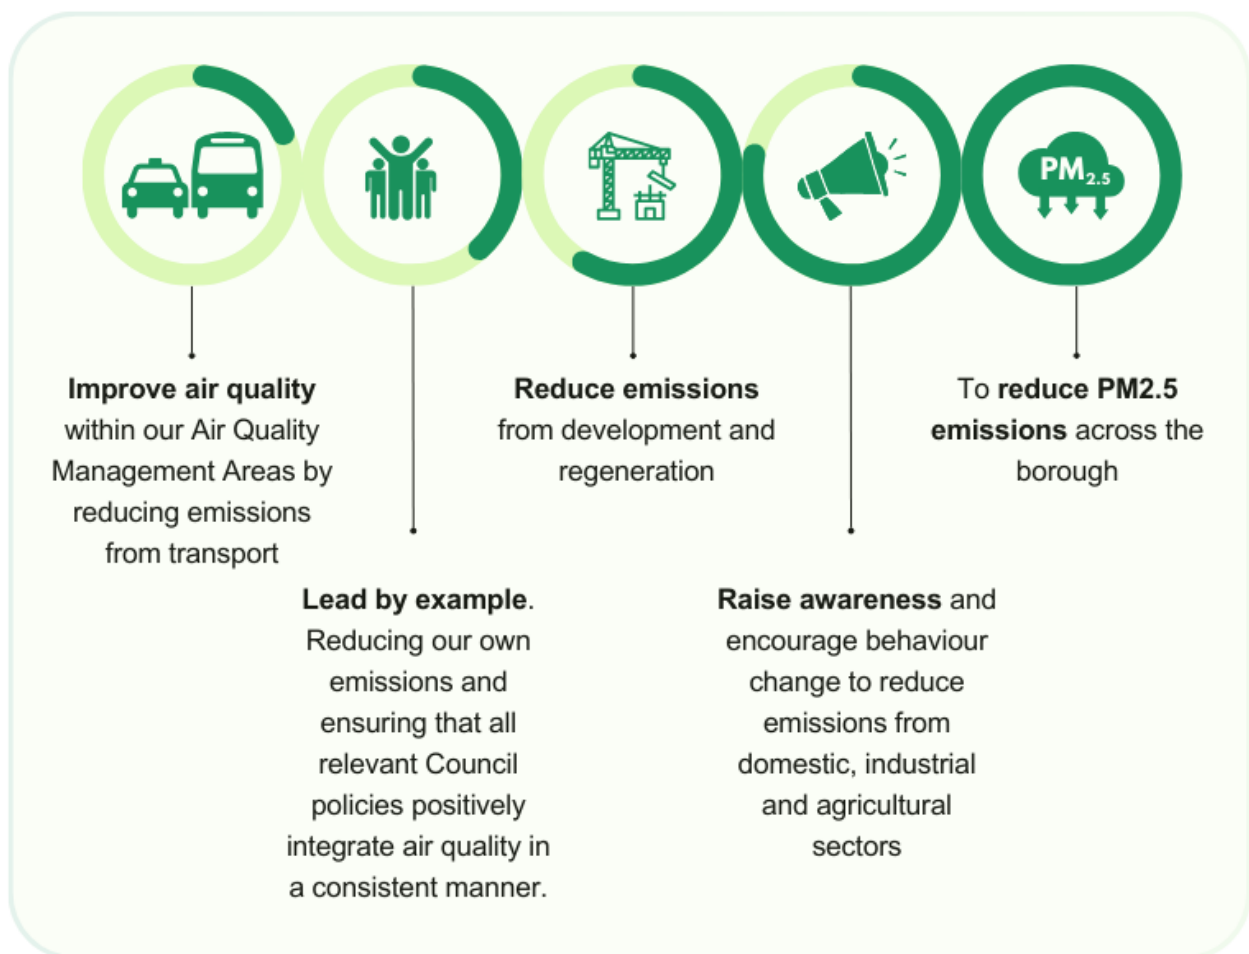 PM2.5
Improve air quality
within our Air Quality
Management Areas by
reducing emissions
from transport
Lead by example.
Reducing our own
emissions and
ensuring that all
relevant Council
policies positively
integrate air quality in
a consistent manner.
Reduce emissions
from development and
regeneration
Raise awareness and
encourage behaviour
change to reduce
emissions from
domestic, industrial
and agricultural
sectors
To reduce PM2.5
emissions across the
borough